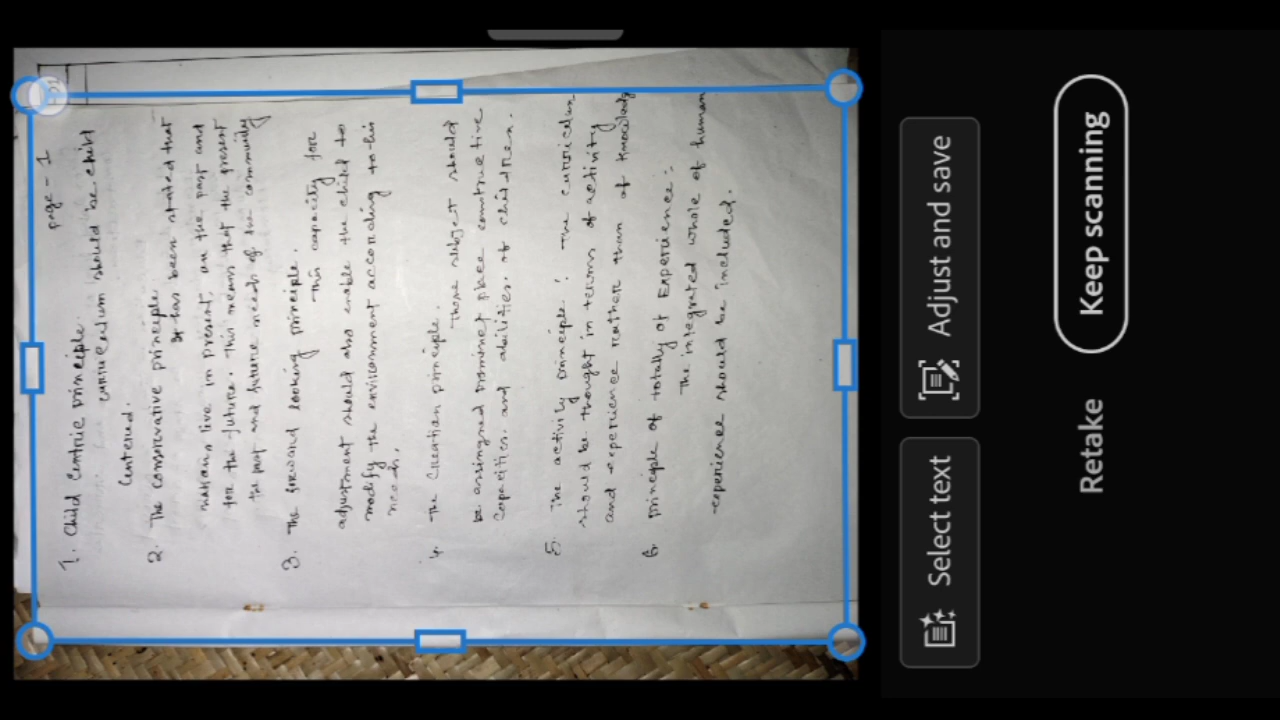 page - 1
1. Child Centric principle.
curriculum should be child
Centered.
2. The conservative principle.
It has been stated that
nations live in present, on the past and
for the future. This means that the present
the past and future needs of the community
3. The forward looking principle.
This capacity for
adjustment should also enable the child to
modify the environment according to his
needs.
4. The Creation principle.
Those subject should
be assigned place constructive
Capacities. and abilities. of children.
5. The activity principle : The curriculum
should be thought in terms of activity
and experience rather than of knowledg
6. principle of totally of Experience :-
The integrated whole of human
experience should be included.
Select text
Adjust and save
Retake
Keep scanning